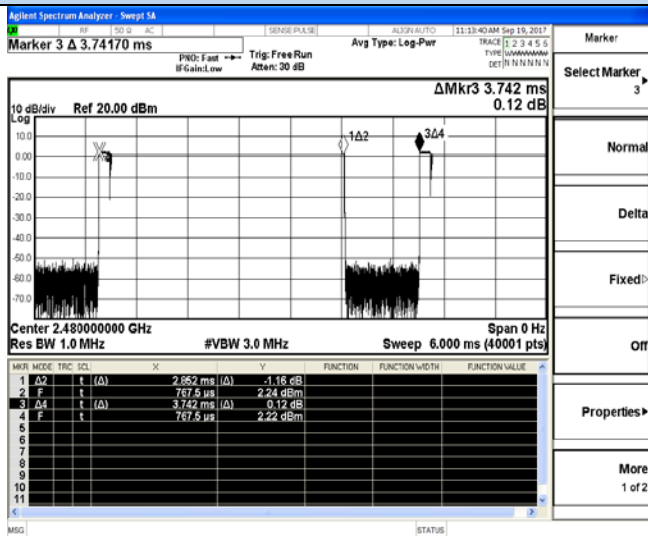 Agilent Spectrum Analyzer - Swept SA
RF 50 Ω AC SENSE:PULSE ALIGN AUTO 11:13:40 AM Sep 19, 2017
Marker 3 Δ 3.74170 ms
PNO: Fast
IFGain:Low
Trig: Free Run
Atten: 30 dB
Avg Type: Log-Pwr
TRACE 1 2 3 4 5 6
TYPE WWWWWW
DET N N N N N N
ΔMkr3 3.742 ms
0.12 dB
10 dB/div Ref 20.00 dBm
Log
10.0
0.00
-10.0
-20.0
-30.0
-40.0
-50.0
-60.0
-70.0
1Δ2
3Δ4
Center 2.480000000 GHz Span 0 Hz
Res BW 1.0 MHz #VBW 3.0 MHz Sweep 6.000 ms (40001 pts)
MKR MODE TRC SCL X Y FUNCTION FUNCTION WIDTH FUNCTION VALUE
1 Δ2 t (Δ) 2.852 ms (Δ) -1.16 dB
2 F t 767.5 µs 2.24 dBm
3 Δ4 t (Δ) 3.742 ms (Δ) 0.12 dB
4 F t 767.5 µs 2.22 dBm
5
6
7
8
9
10
11
MSG STATUS
Marker
Select Marker
3
Normal
Delta
Fixed
Off
Properties
More
1 of 2